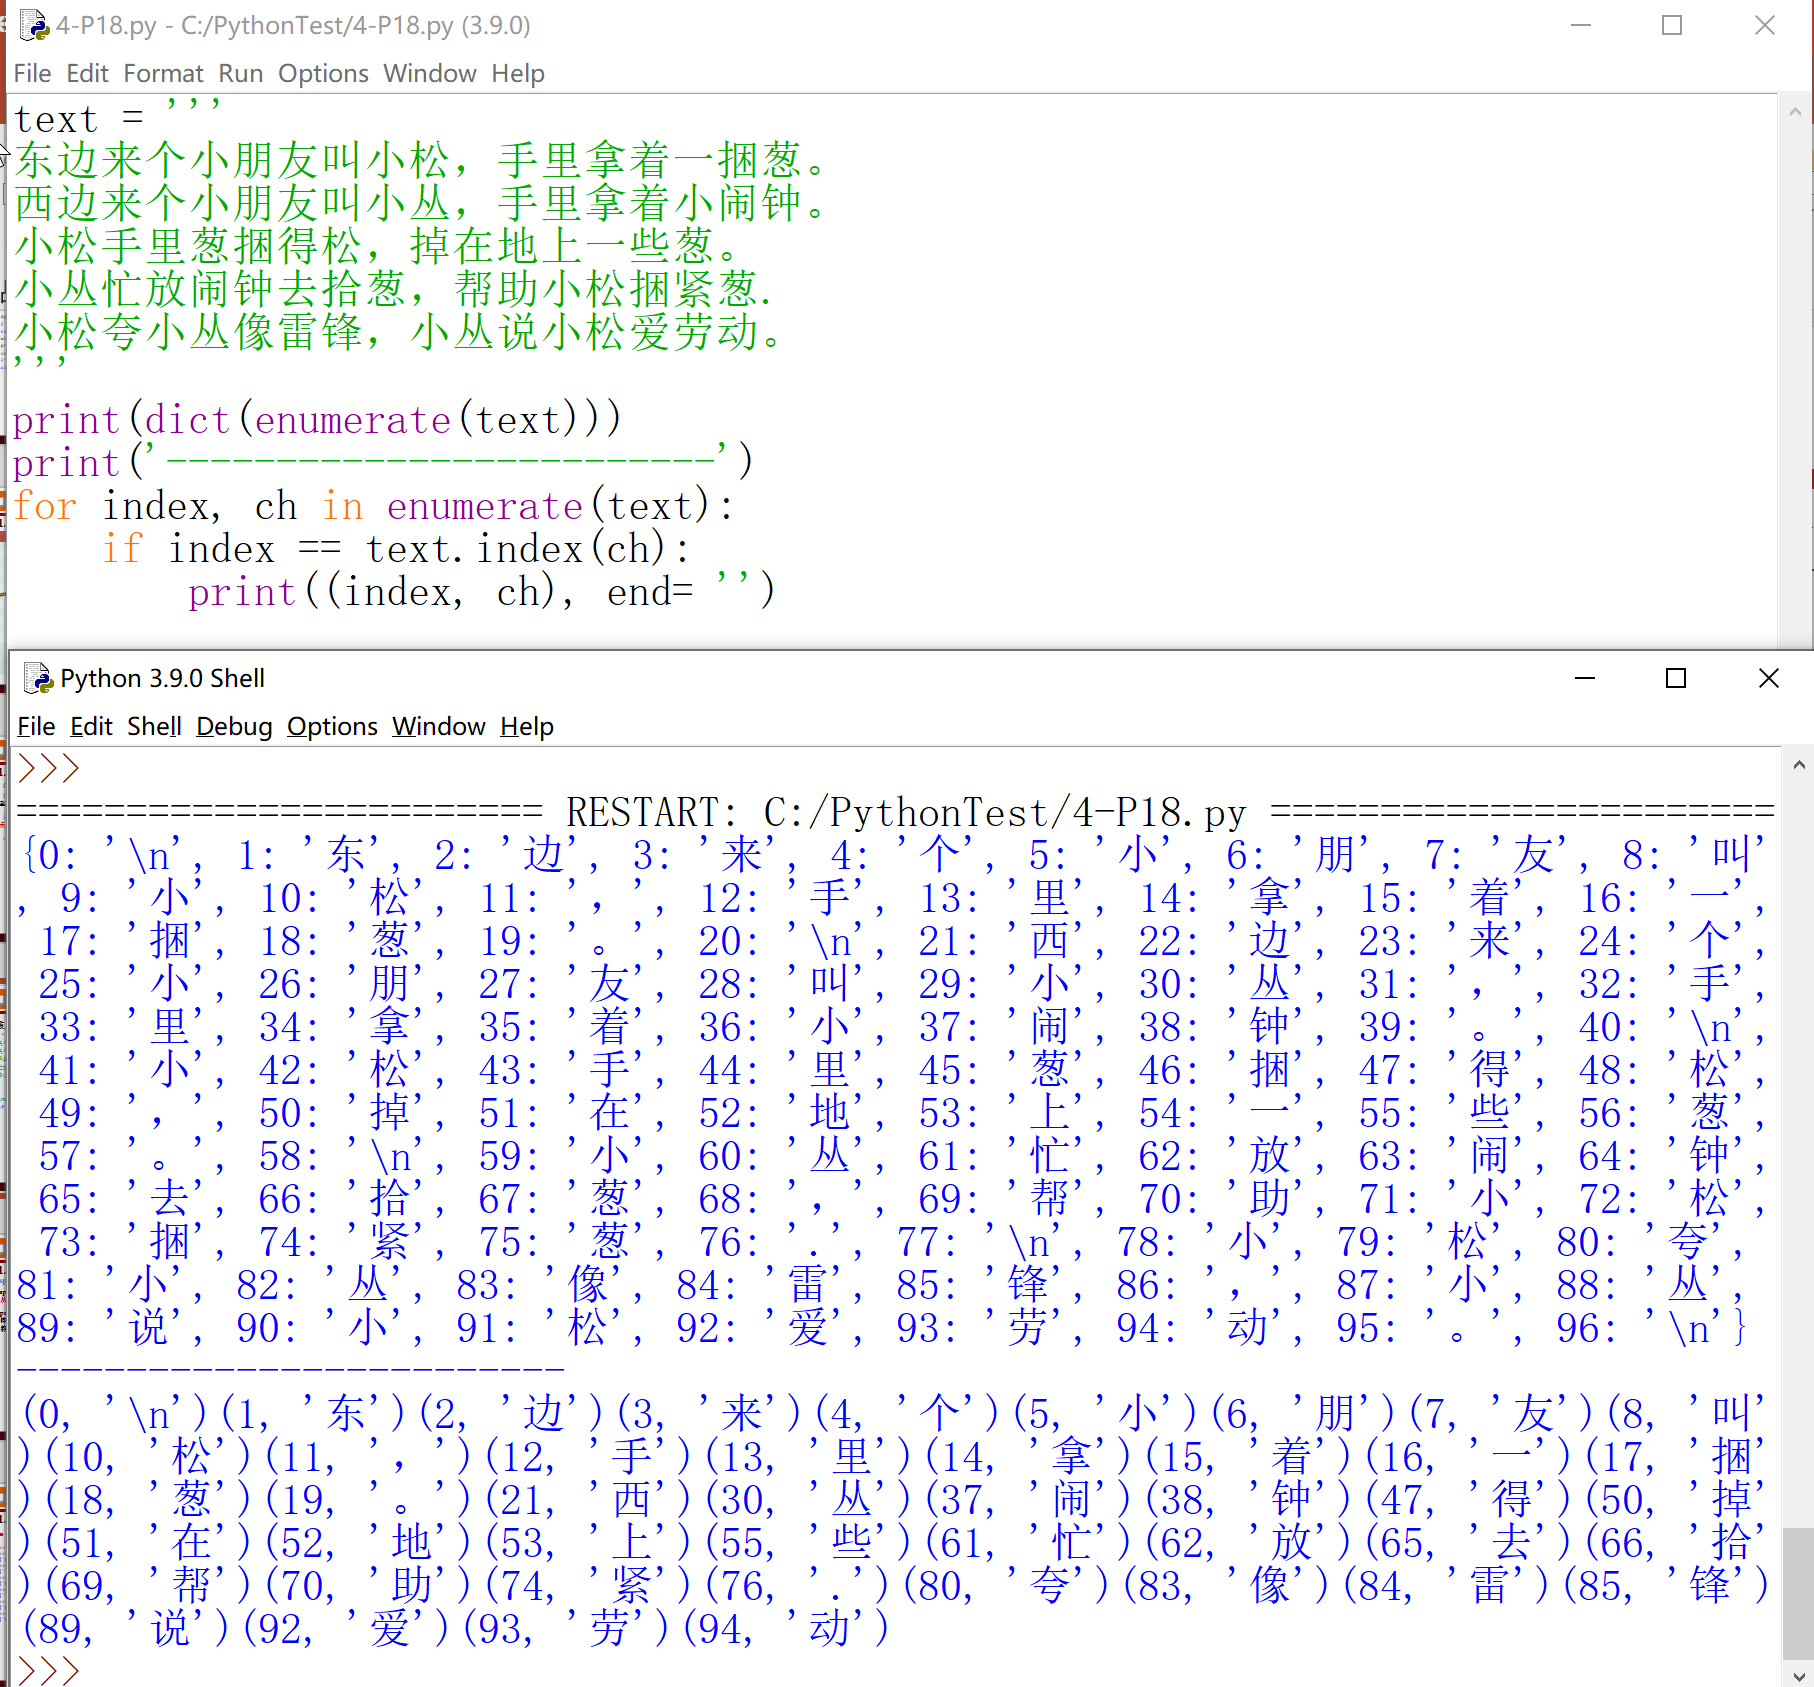 4-P18.py - C:/PythonTest/4-P18.py (3.9.0)
File Edit Format Run Options Window Help
text = '''
东边来个小朋友叫小松，手里拿着一捆葱。
西边来个小朋友叫小丛，手里拿着小闹钟。
小松手里葱捆得松，掉在地上一些葱。
小丛忙放闹钟去拾葱，帮助小松捆紧葱.
小松夸小丛像雷锋，小丛说小松爱劳动。
'''
print(dict(enumerate(text)))
print('-------------------------')
for index, ch in enumerate(text):
    if index == text.index(ch):
        print((index, ch), end= '')
Python 3.9.0 Shell
File Edit Shell Debug Options Window Help
>>>
======================== RESTART: C:/PythonTest/4-P18.py =======================
{0: '\n', 1: '东', 2: '边', 3: '来', 4: '个', 5: '小', 6: '朋', 7: '友', 8: '叫'
, 9: '小', 10: '松', 11: '，', 12: '手', 13: '里', 14: '拿', 15: '着', 16: '一',
17: '捆', 18: '葱', 19: '。', 20: '\n', 21: '西', 22: '边', 23: '来', 24: '个',
25: '小', 26: '朋', 27: '友', 28: '叫', 29: '小', 30: '丛', 31: '，', 32: '手',
33: '里', 34: '拿', 35: '着', 36: '小', 37: '闹', 38: '钟', 39: '。', 40: '\n',
41: '小', 42: '松', 43: '手', 44: '里', 45: '葱', 46: '捆', 47: '得', 48: '松',
49: '，', 50: '掉', 51: '在', 52: '地', 53: '上', 54: '一', 55: '些', 56: '葱',
57: '。', 58: '\n', 59: '小', 60: '丛', 61: '忙', 62: '放', 63: '闹', 64: '钟',
65: '去', 66: '拾', 67: '葱', 68: '，', 69: '帮', 70: '助', 71: '小', 72: '松',
73: '捆', 74: '紧', 75: '葱', 76: '.', 77: '\n', 78: '小', 79: '松', 80: '夸',
81: '小', 82: '丛', 83: '像', 84: '雷', 85: '锋', 86: '，', 87: '小', 88: '丛',
89: '说', 90: '小', 91: '松', 92: '爱', 93: '劳', 94: '动', 95: '。', 96: '\n'}
-------------------------
(0, '\n')(1, '东')(2, '边')(3, '来')(4, '个')(5, '小')(6, '朋')(7, '友')(8, '叫'
)(10, '松')(11, '，')(12, '手')(13, '里')(14, '拿')(15, '着')(16, '一')(17, '捆'
)(18, '葱')(19, '。')(21, '西')(30, '丛')(37, '闹')(38, '钟')(47, '得')(50, '掉'
)(51, '在')(52, '地')(53, '上')(55, '些')(61, '忙')(62, '放')(65, '去')(66, '拾'
)(69, '帮')(70, '助')(74, '紧')(76, '.')(80, '夸')(83, '像')(84, '雷')(85, '锋')
(89, '说')(92, '爱')(93, '劳')(94, '动')
>>>